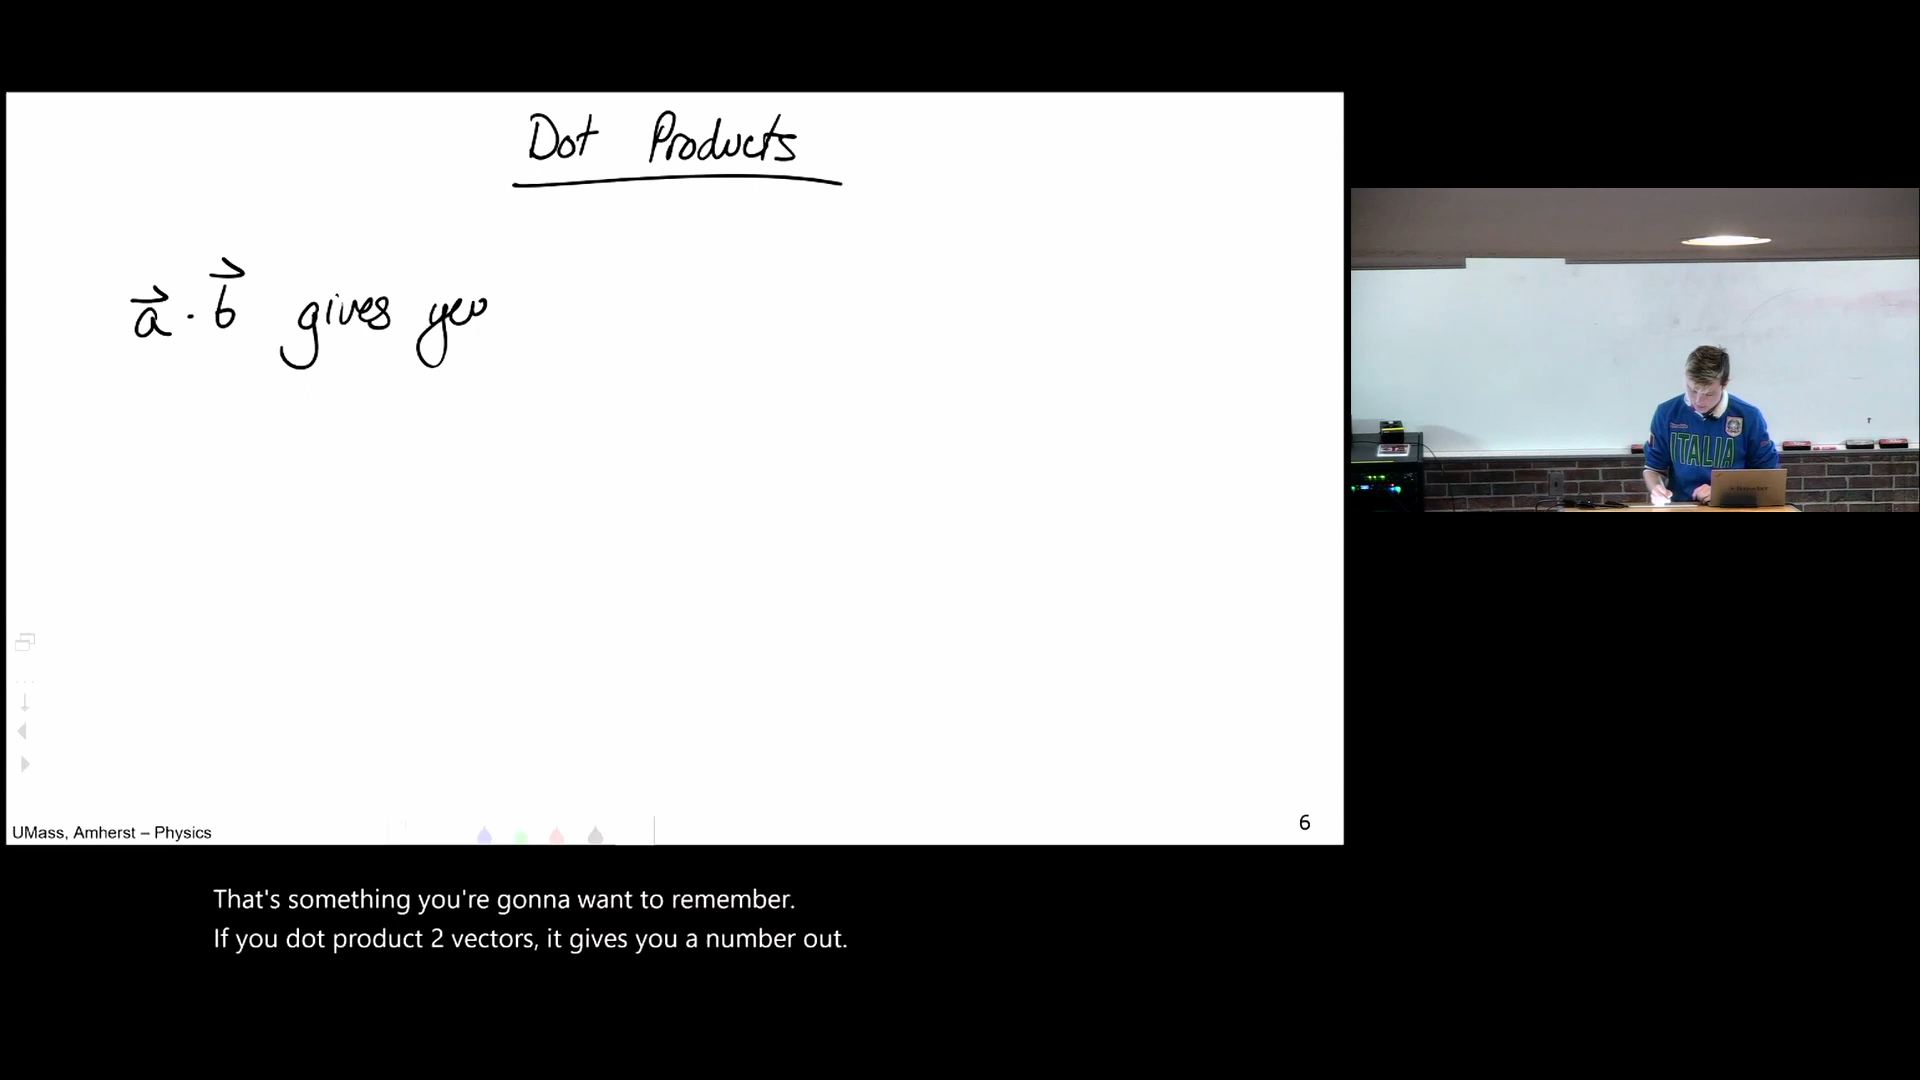 Dot Products
a⃗ · b⃗ gives you
ITALIA
UMass, Amherst – Physics
6
That's something you're gonna want to remember.
If you dot product 2 vectors, it gives you a number out.